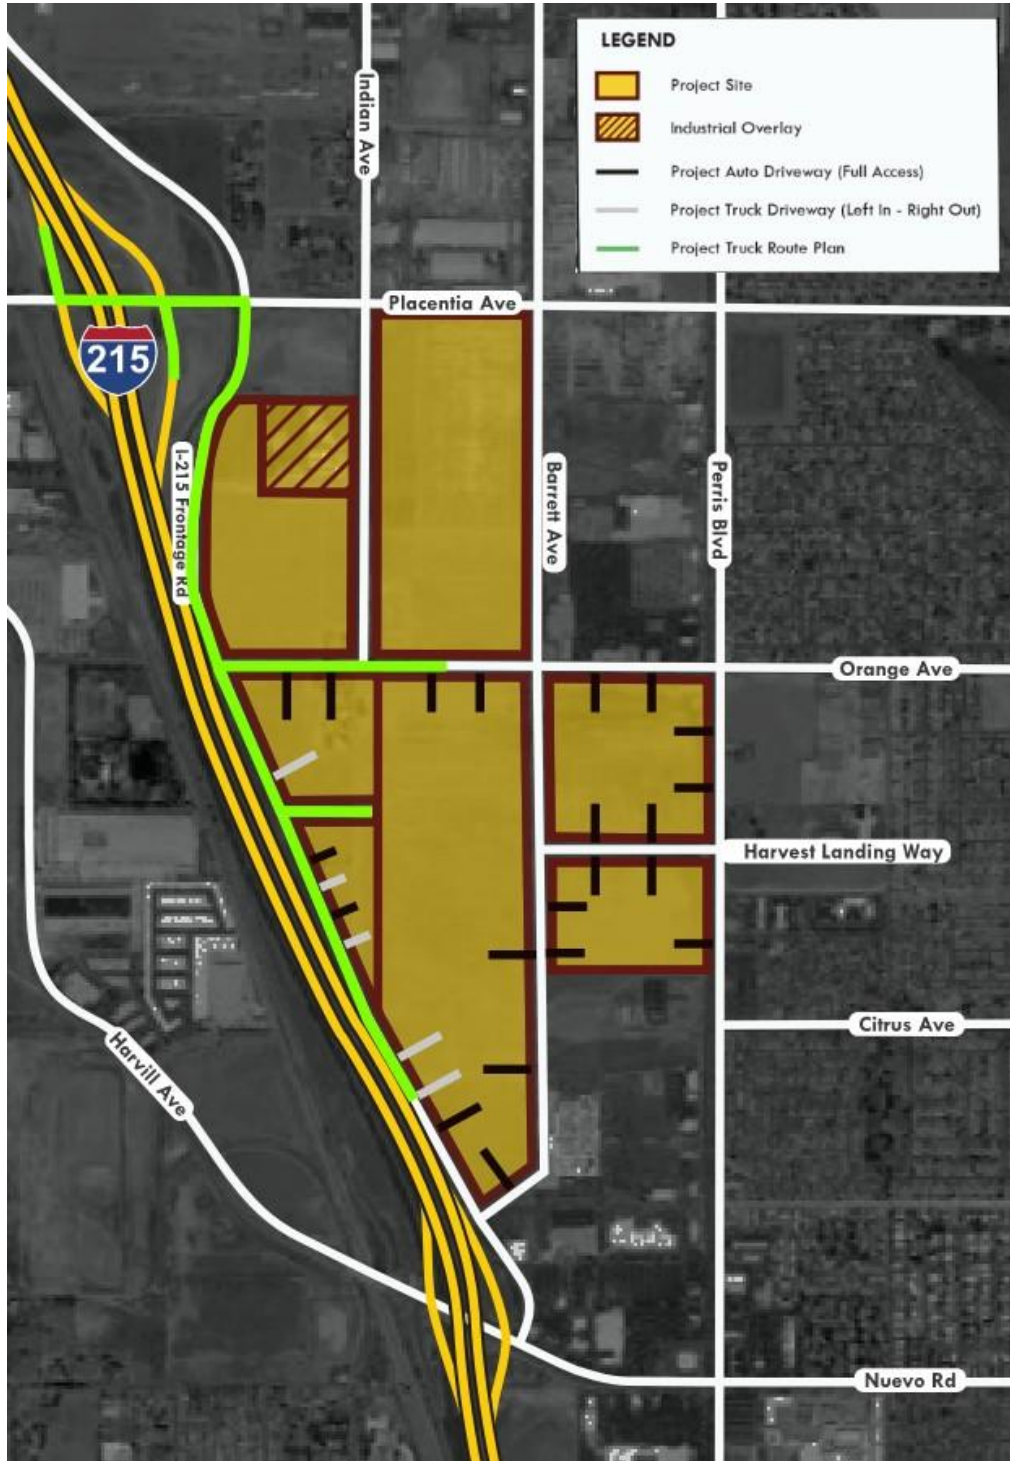 LEGEND
Project Site
Industrial Overlay
Project Auto Driveway (Full Access)
Project Truck Driveway (Left In - Right Out)
Project Truck Route Plan
Indian Ave
Placentia Ave
215
I-215 Frontage Rd
Barrett Ave
Perris Blvd
Orange Ave
Harvest Landing Way
Citrus Ave
Harvill Ave
Nuevo Rd